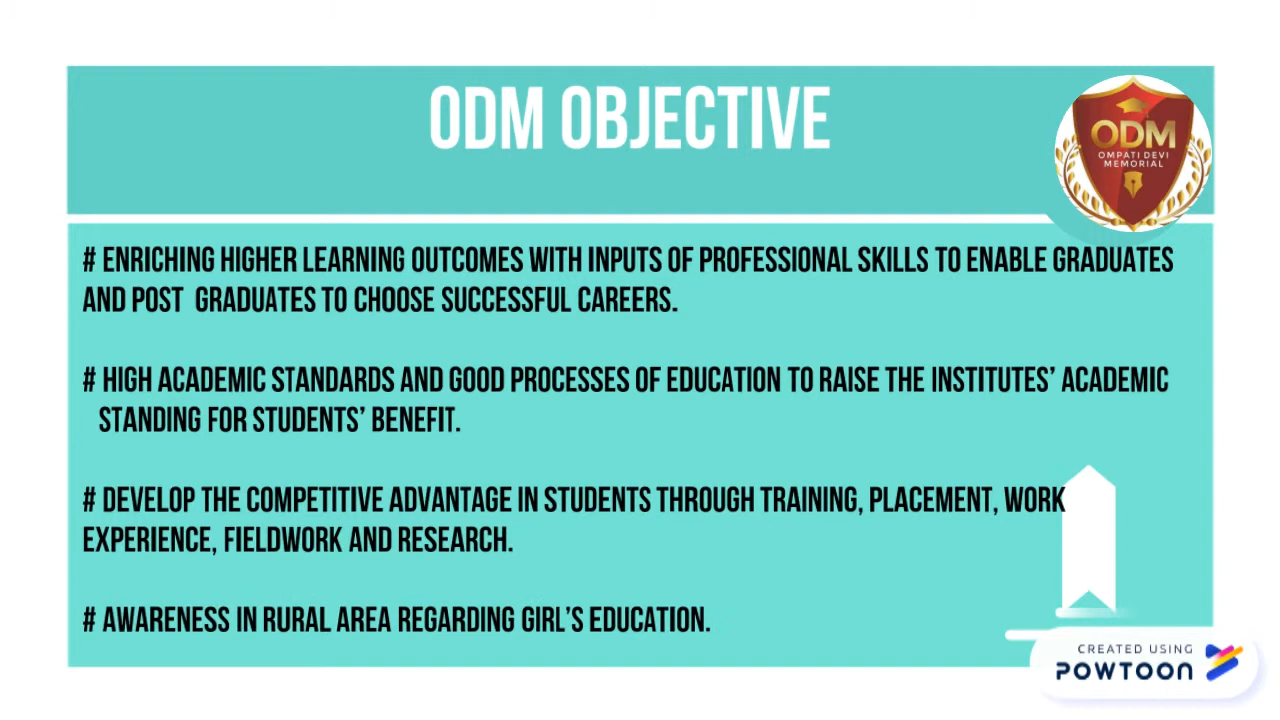 ODM OBJECTIVE
ODM
OMPATI DEVI
MEMORIAL
# ENRICHING HIGHER LEARNING OUTCOMES WITH INPUTS OF PROFESSIONAL SKILLS TO ENABLE GRADUATES
AND POST GRADUATES TO CHOOSE SUCCESSFUL CAREERS.
# HIGH ACADEMIC STANDARDS AND GOOD PROCESSES OF EDUCATION TO RAISE THE INSTITUTES' ACADEMIC
STANDING FOR STUDENTS' BENEFIT.
# DEVELOP THE COMPETITIVE ADVANTAGE IN STUDENTS THROUGH TRAINING, PLACEMENT, WORK
EXPERIENCE, FIELDWORK AND RESEARCH.
# AWARENESS IN RURAL AREA REGARDING GIRL'S EDUCATION.
CREATED USING
POWTOON